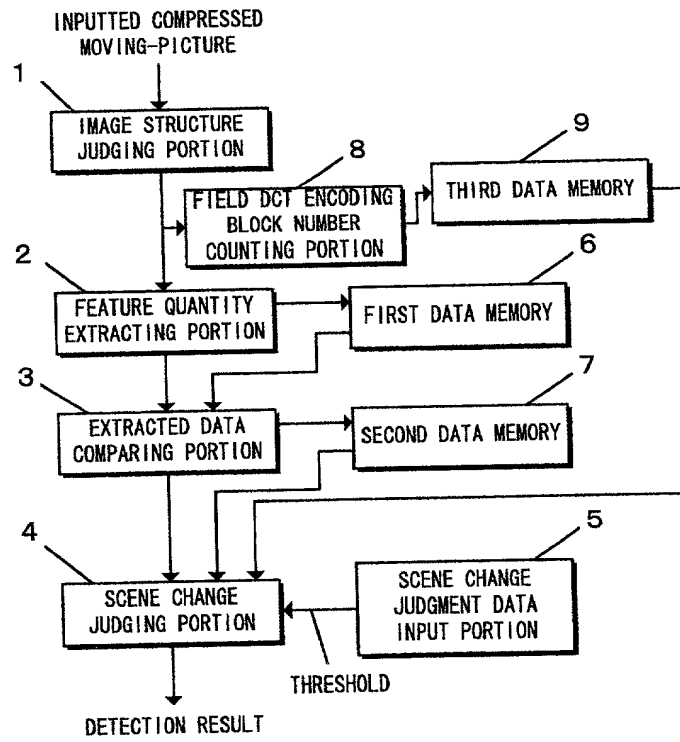 INPUTTED COMPRESSED
MOVING-PICTURE
1
IMAGE STRUCTURE
JUDGING PORTION
8
FIELD DCT ENCODING
BLOCK NUMBER
COUNTING PORTION
9
THIRD DATA MEMORY
2
FEATURE QUANTITY
EXTRACTING PORTION
6
FIRST DATA MEMORY
3
EXTRACTED DATA
COMPARING PORTION
7
SECOND DATA MEMORY
4
SCENE CHANGE
JUDGING PORTION
5
SCENE CHANGE
JUDGMENT DATA
INPUT PORTION
THRESHOLD
DETECTION RESULT